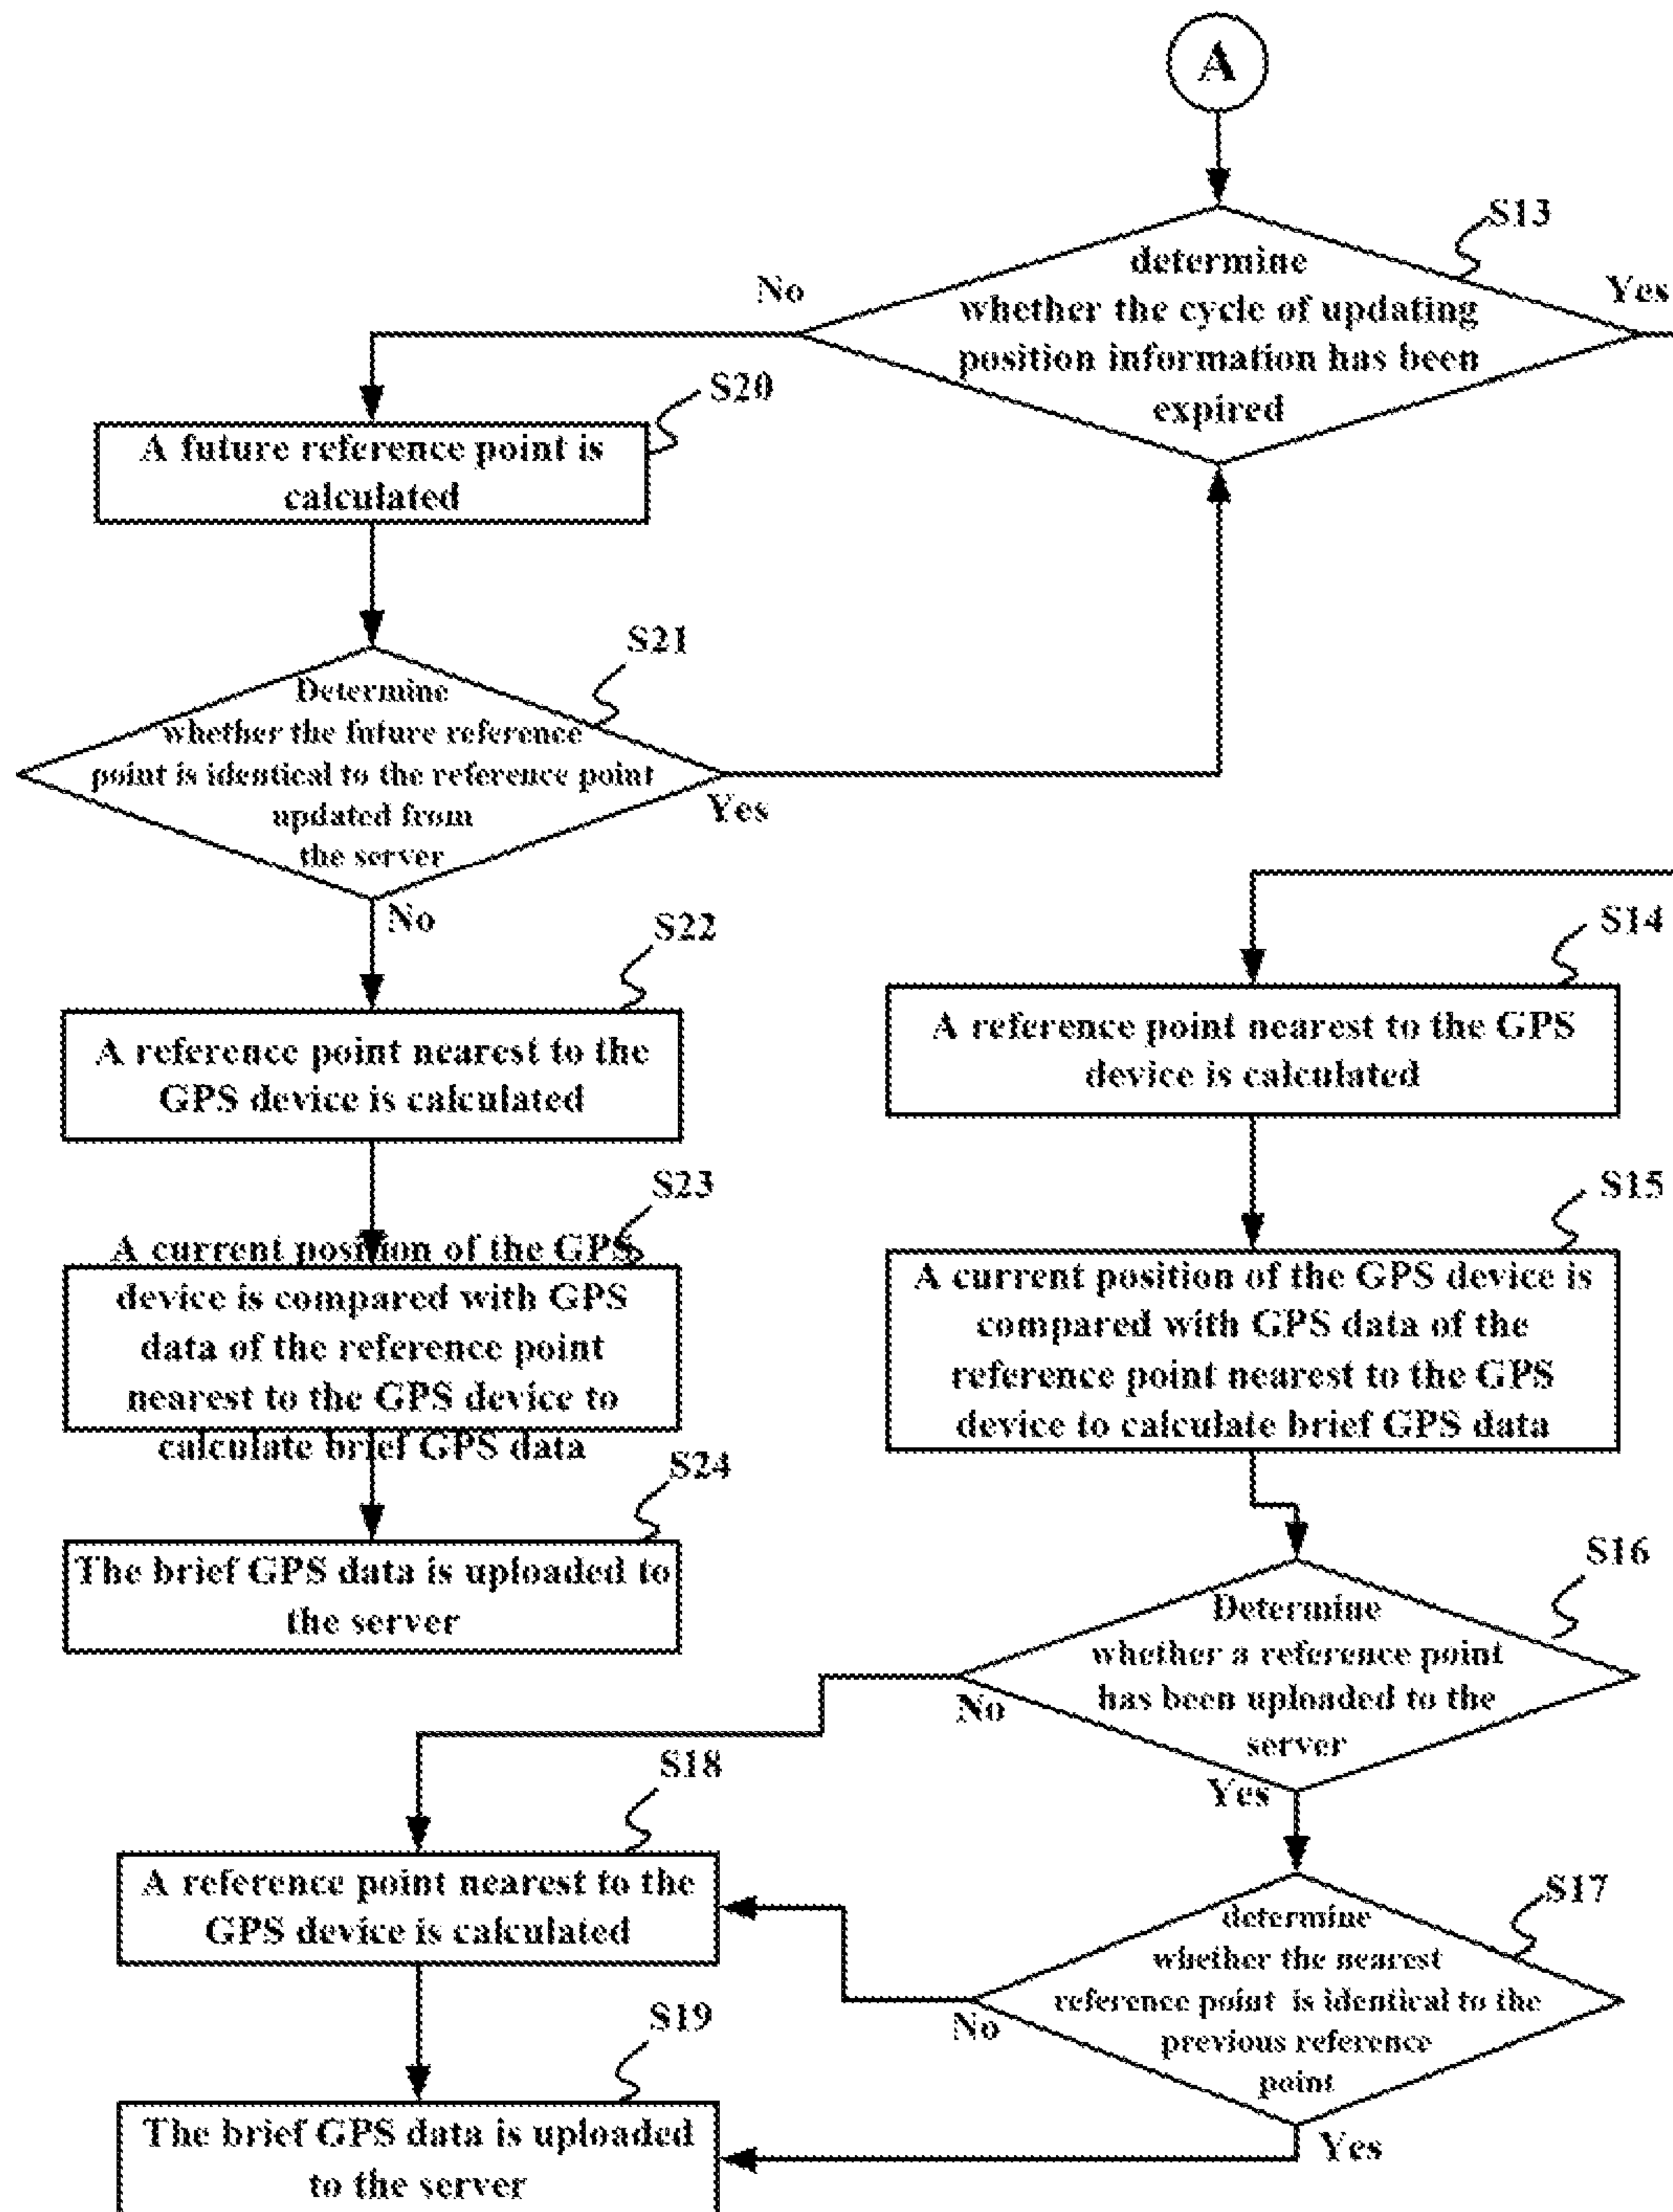 A
S13
determine
whether the cycle of updating
position information has been
expired
No
Yes
S20
A future reference point is
calculated
S21
Determine
whether the future reference
point is identical to the reference point
updated from
the server
Yes
No
S22
A reference point nearest to the
GPS device is calculated
S14
A reference point nearest to the GPS
device is calculated
S23
A current position of the GPS
device is compared with GPS
data of the reference point
nearest to the GPS device to
calculate brief GPS data
S15
A current position of the GPS device is
compared with GPS data of the
reference point nearest to the GPS
device to calculate brief GPS data
S24
The brief GPS data is uploaded to
the server
S16
Determine
whether a reference point
has been uploaded to the
server
No
Yes
S18
A reference point nearest to the
GPS device is calculated
S17
determine
whether the nearest
reference point is identical to the
previous reference
point
No
Yes
S19
The brief GPS data is uploaded
to the server